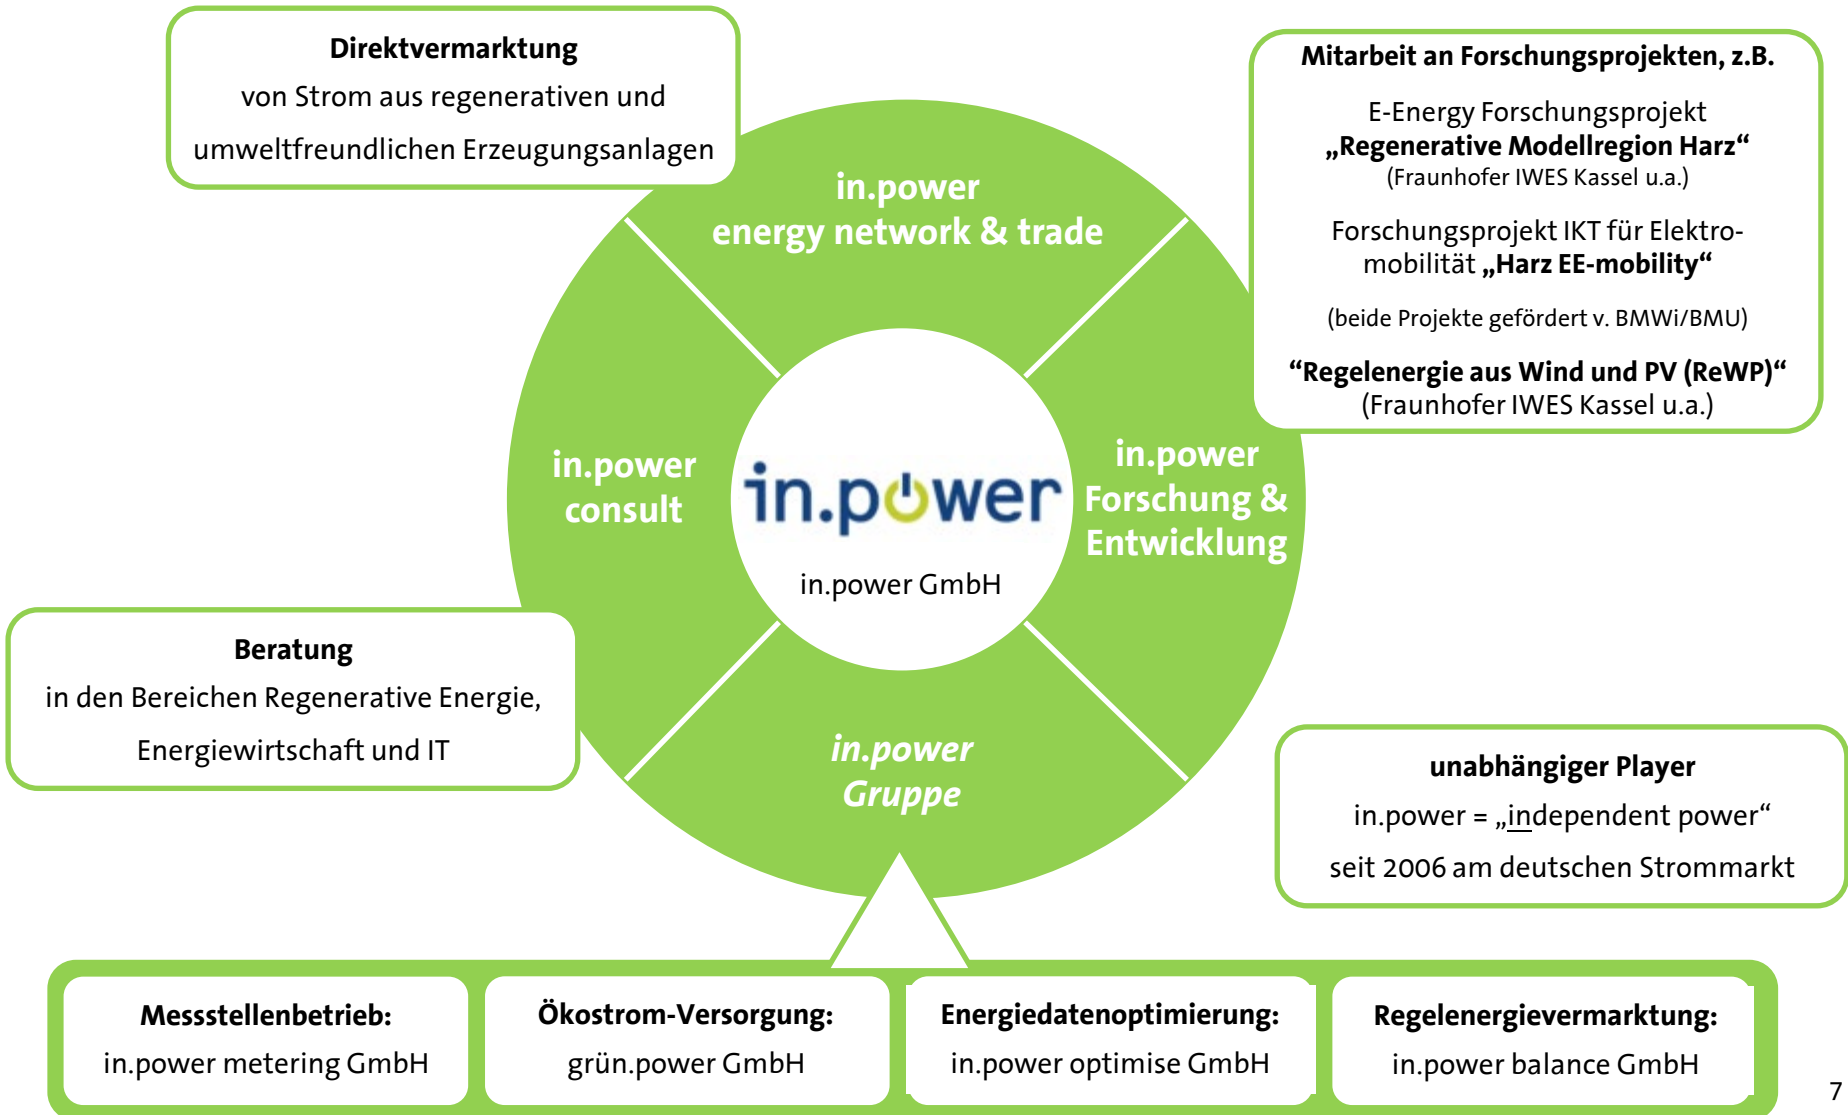 Direktvermarktung
von Strom aus regenerativen und
umweltfreundlichen Erzeugungsanlagen
Mitarbeit an Forschungsprojekten, z.B.
E-Energy Forschungsprojekt
„Regenerative Modellregion Harz“
(Fraunhofer IWES Kassel u.a.)
Forschungsprojekt IKT für Elektro-
mobilität „Harz EE-mobility“
(beide Projekte gefördert v. BMWi/BMU)
“Regelenergie aus Wind und PV (ReWP)“
(Fraunhofer IWES Kassel u.a.)
in.power
energy network & trade
in.power
consult
in.power
in.power GmbH
in.power
Forschung &
Entwicklung
Beratung
in den Bereichen Regenerative Energie,
Energiewirtschaft und IT
in.power
Gruppe
unabhängiger Player
in.power = „independent power“
seit 2006 am deutschen Strommarkt
Messstellenbetrieb:
in.power metering GmbH
Ökostrom-Versorgung:
grün.power GmbH
Energiedatenoptimierung:
in.power optimise GmbH
Regelenergievermarktung:
in.power balance GmbH
7